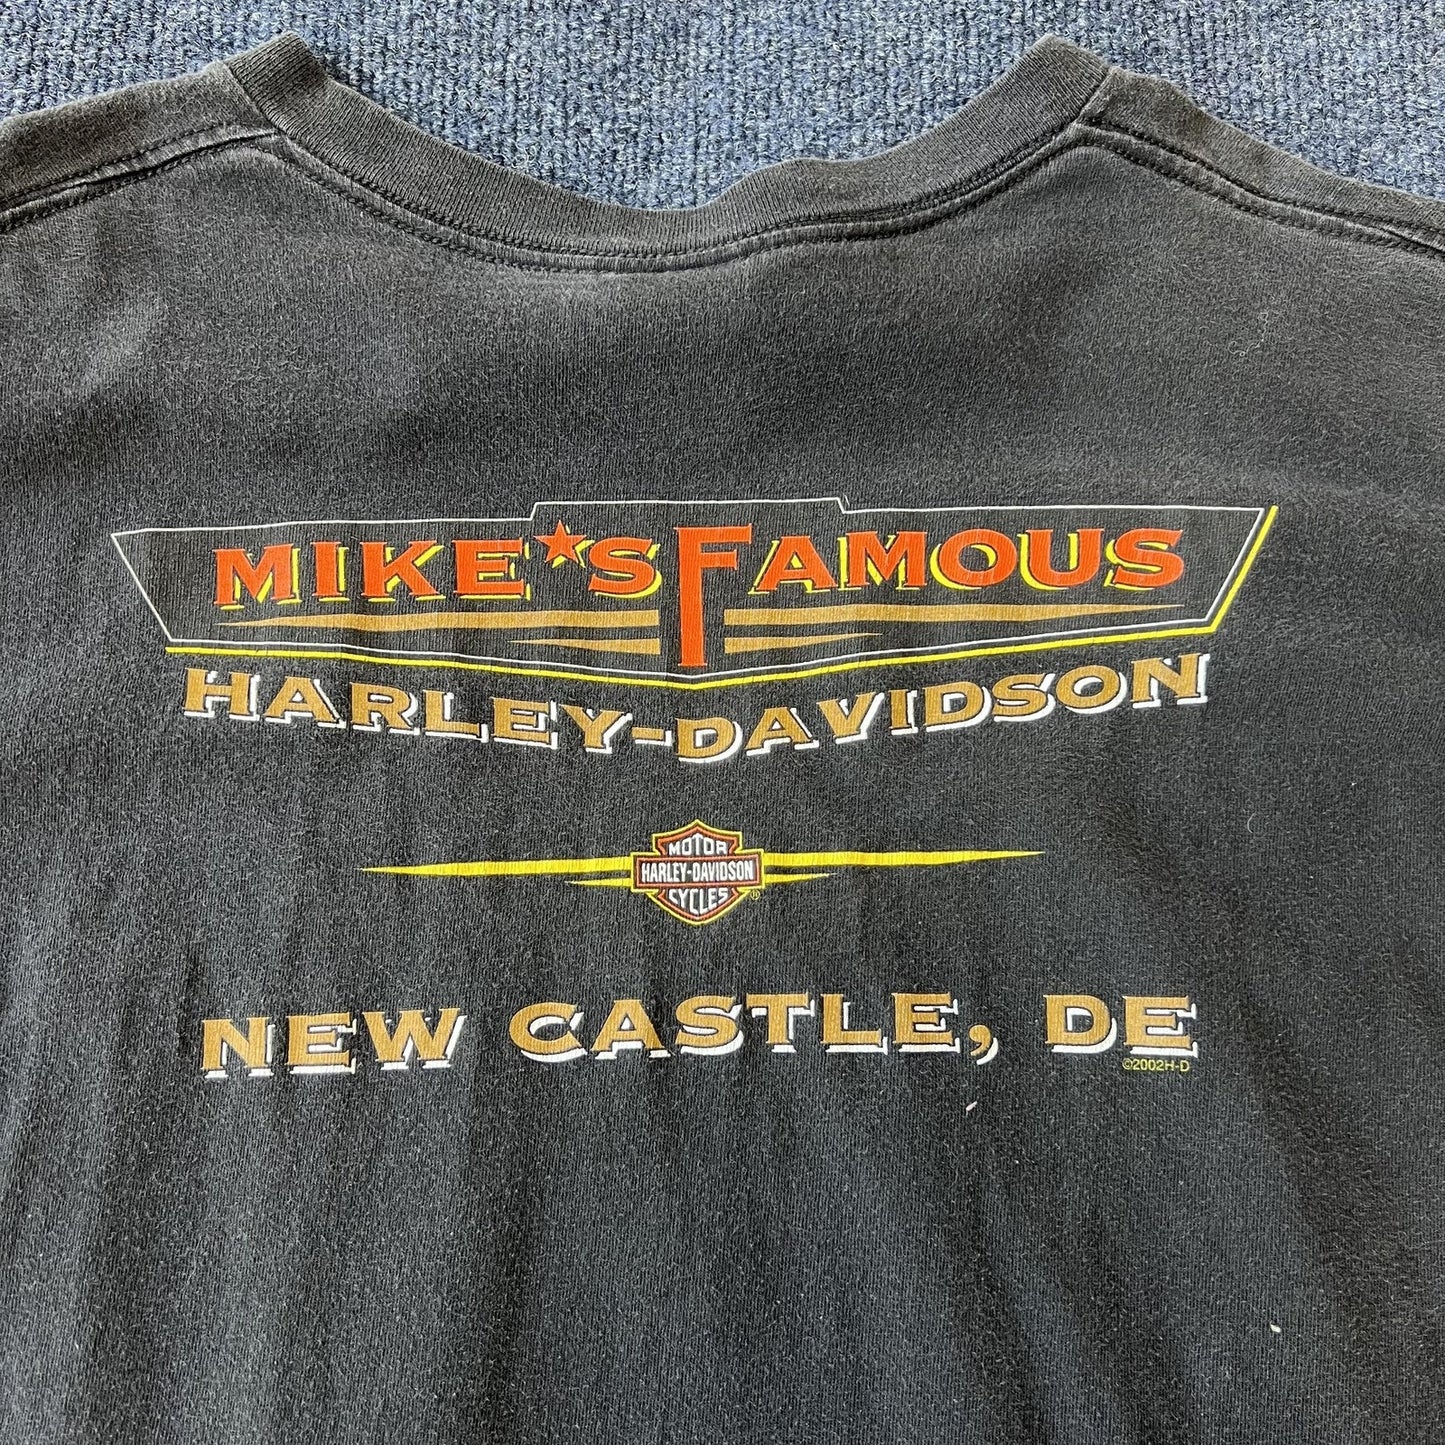 MIKE★S FAMOUS
HARLEY-DAVIDSON
MOTOR
HARLEY-DAVIDSON
CYCLES ®
NEW CASTLE, DE
©2002H-D